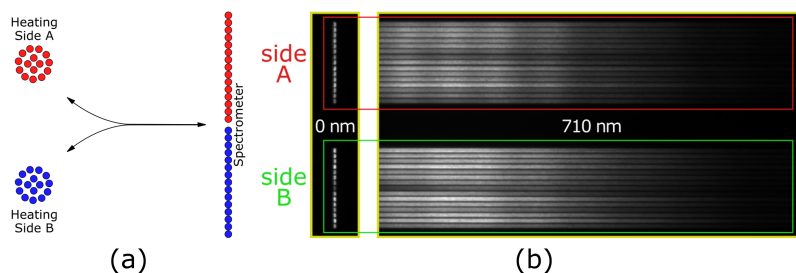 Heating
Side A
Heating
Side B
Spectrometer
(a)
side
A
0 nm
710 nm
side
B
(b)